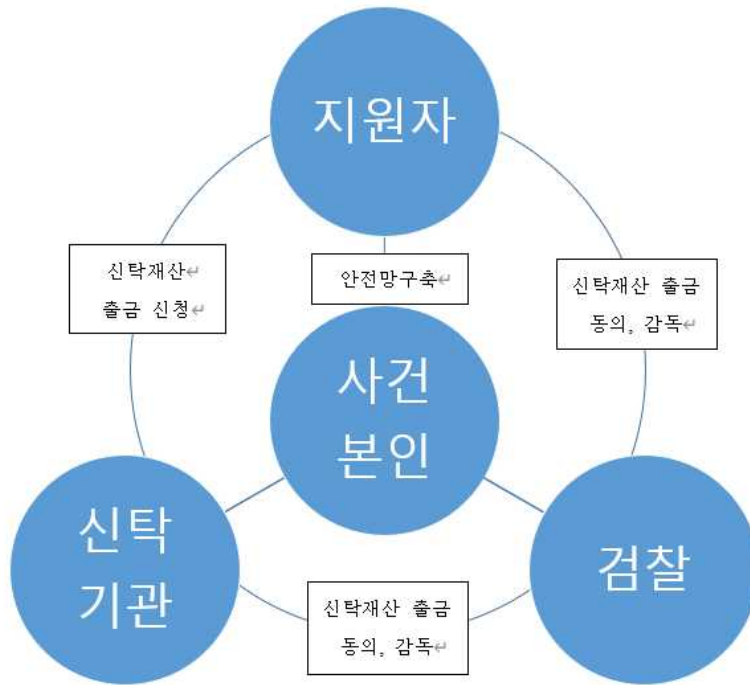 지원자
신탁재산↵
출금 신청↵
안전망구축↵
신탁재산 출금
동의, 감독↵
사건
본인
신탁
기관
검찰
신탁재산 출금
동의, 감독↵